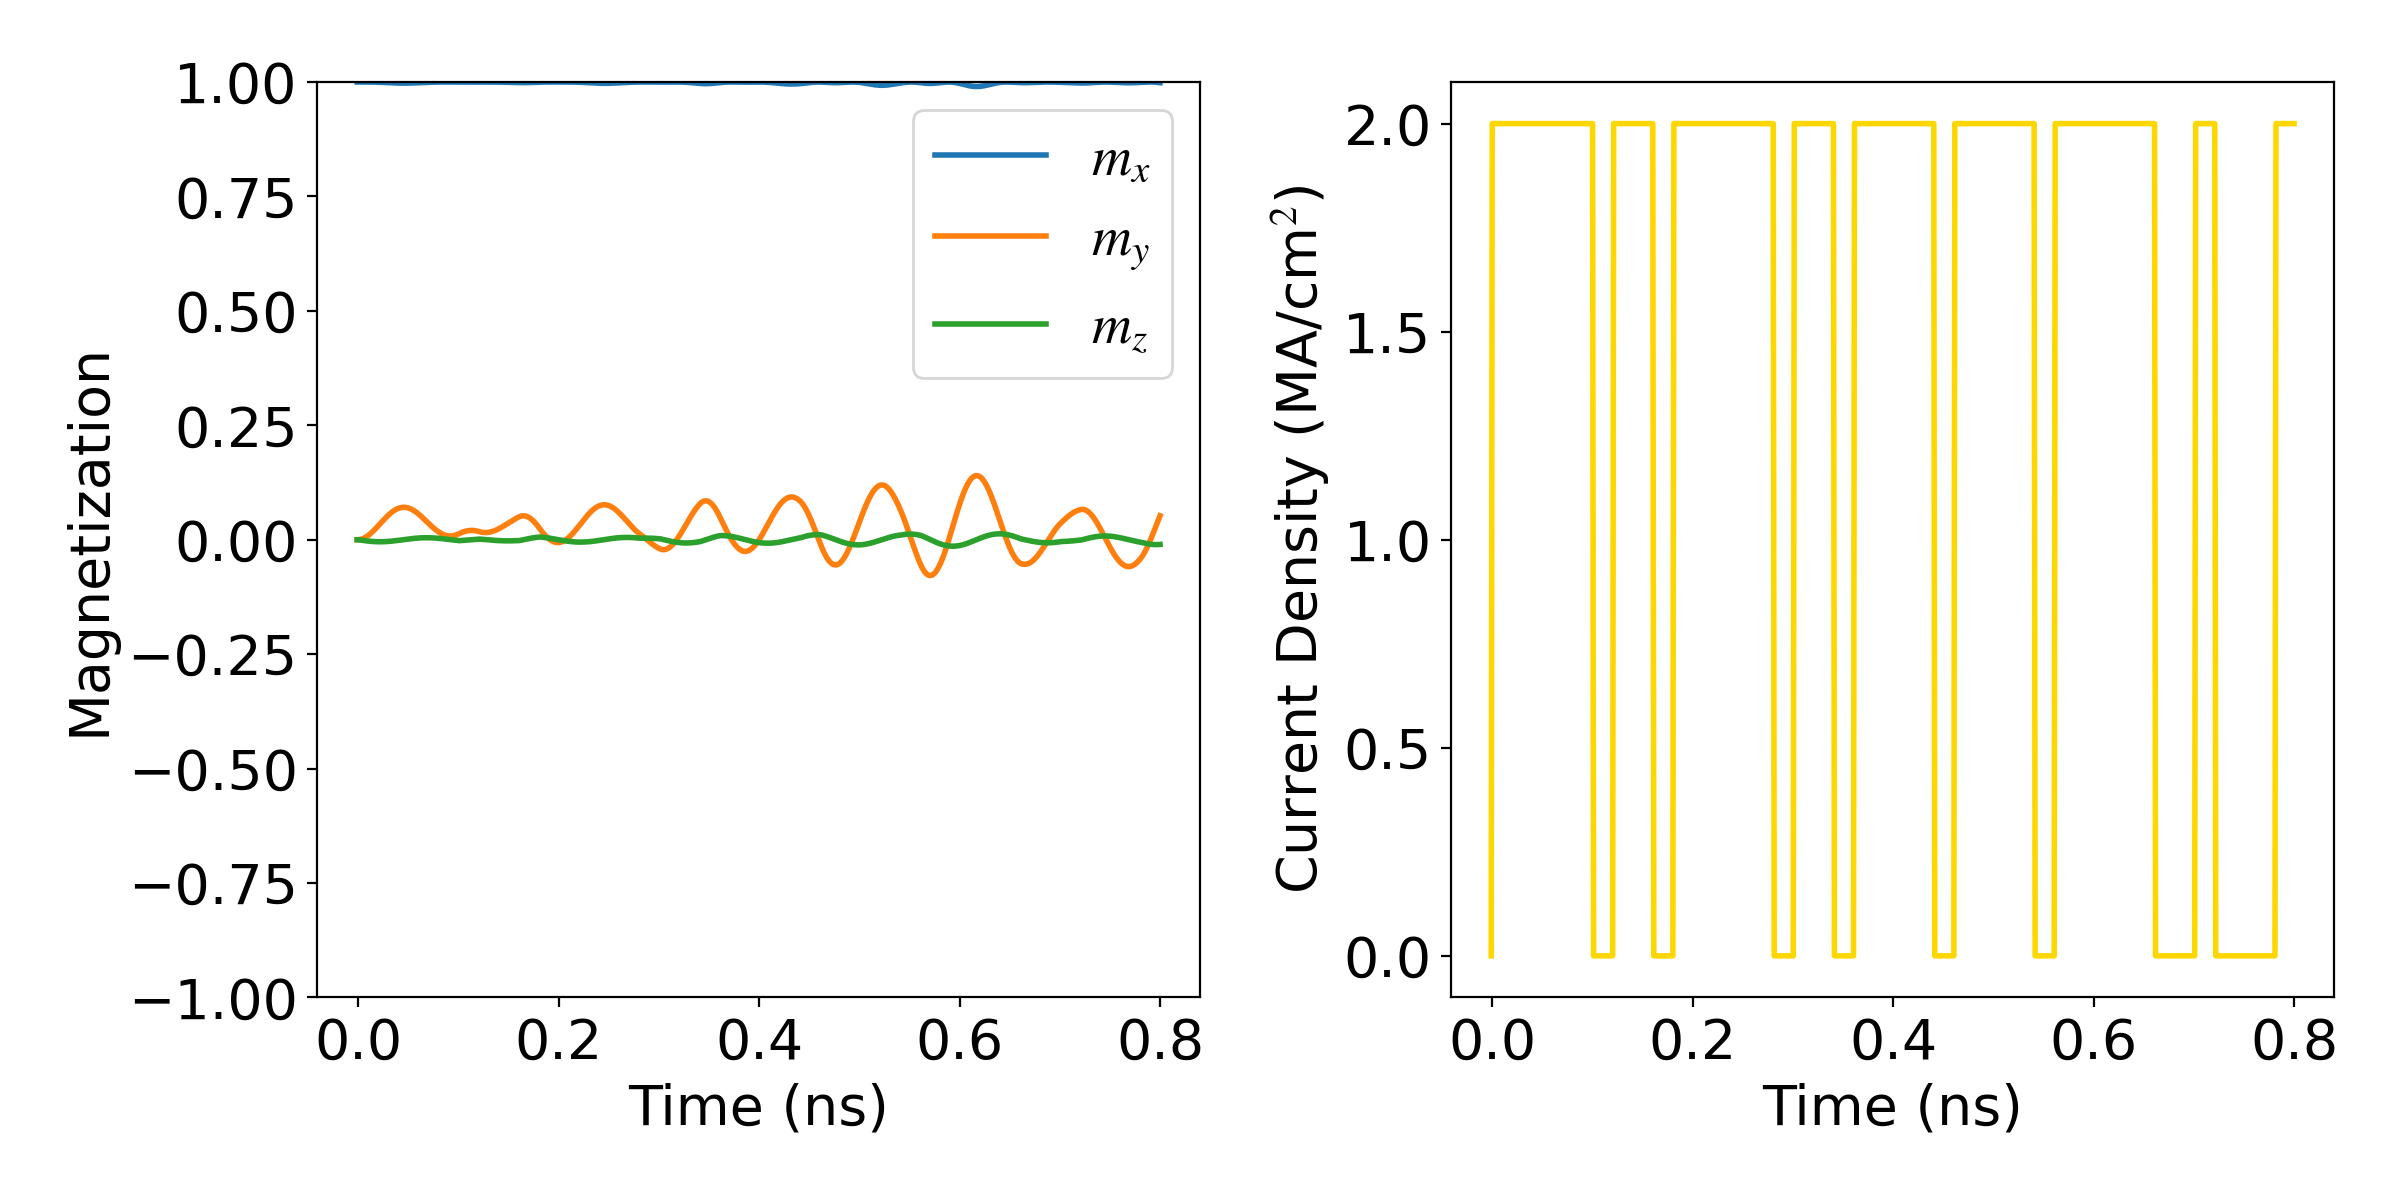 1.00
0.75
0.50
0.25
0.00
−0.25
−0.50
−0.75
−1.00
Magnetization
0.0 0.2 0.4 0.6 0.8
Time (ns)
m_x
m_y
m_z
2.0
1.5
1.0
0.5
0.0
Current Density (MA/cm²)
0.0 0.2 0.4 0.6 0.8
Time (ns)